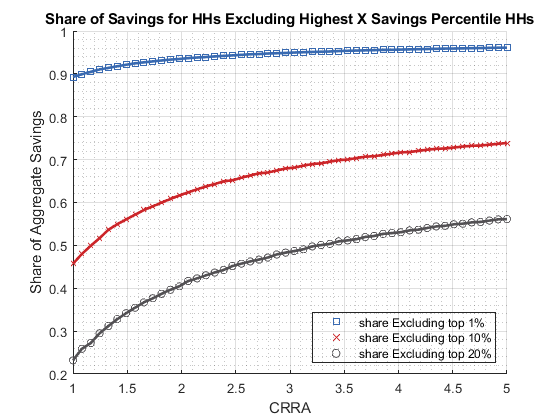 Share of Savings for HHs Excluding Highest X Savings Percentile HHs
1
0.9
0.8
0.7
0.6
0.5
0.4
0.3
0.2
Share of Aggregate Savings
share Excluding top 1%
share Excluding top 10%
share Excluding top 20%
1 1.5 2 2.5 3 3.5 4 4.5 5
CRRA